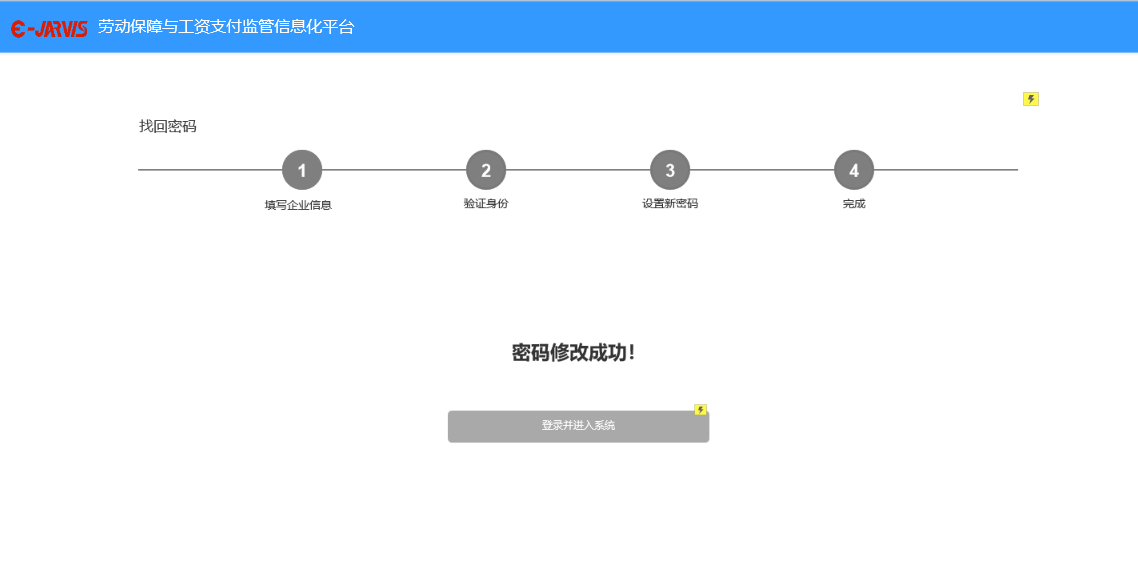 e-JARVIS 劳动保障与工资支付监管信息化平台
找回密码
1 2 3 4
填写企业信息 验证身份 设置新密码 完成
密码修改成功!
登录并进入系统